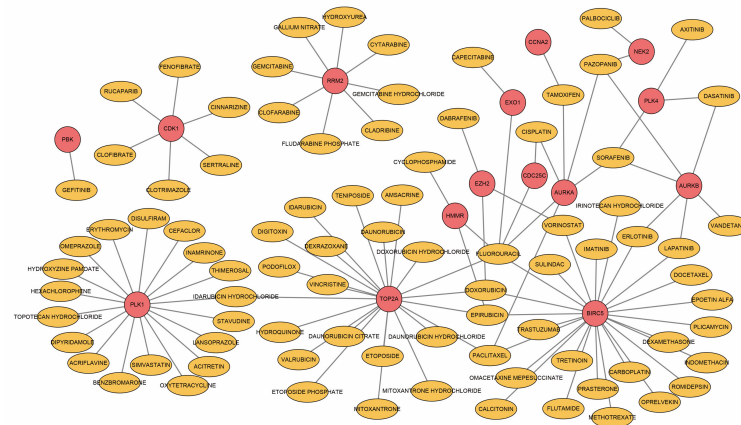 PALBOCICLIB
HYDROXYUREA
GALLIUM NITRATE
AXITINIB
CCNA2
CYTARABINE
NEK2
CAPECITABINE
PAZOPANIB
FENOFIBRATE
GEMCITABINE
RRM2
RUCAPARIB
GEMCITABINE HYDROCHLORIDE
TAMOXIFEN
DASATINIB
EXO1
PLK4
CINNARIZINE
CLOFARABINE
DABRAFENIB
CDK1
CLADRIBINE
CISPLATIN
PBK
FLUDARABINE PHOSPHATE
CLOFIBRATE
SERTRALINE
CYCLOPHOSPHAMIDE
SORAFENIB
CDC25C
EZH2
GEFITINIB
CLOTRIMAZOLE
AURKA
AURKB
TENIPOSIDE
AMSACRINE
IRINOTECAN HYDROCHLORIDE
IDARUBICIN
HMMR
DISULFIRAM
ERYTHROMYCIN
CEFACLOR
DIGITOXIN
DAUNORUBICIN
VORINOSTAT
VANDETAN
OMEPRAZOLE
DEXRAZOXANE
DOXORUBICIN HYDROCHLORIDE
FLUOROURACIL
IMATINIB
ERLOTINIB
LAPATINIB
INAMRINONE
HYDROXYZINE PAMOATE
THIMEROSAL
PODOFILOX
SULINDAC
DOCETAXEL
HEXACHLOROPHENE
VINCRISTINE
DOXORUBICIN
IDARUBICIN HYDROCHLORIDE
TOP2A
EPOETIN ALFA
PLK1
TOPOTECAN HYDROCHLORIDE
EPIRUBICIN
BIRC5
STAVUDINE
PLICAMYCIN
HYDROQUINONE
DAUNORUBICIN CITRATE
DAUNORUBICIN HYDROCHLORIDE
TRASTUZUMAB
DIPYRIDAMOLE
LANSOPRAZOLE
DEXAMETHASONE
ACRIFLAVINE
VALRUBICIN
ETOPOSIDE
PACLITAXEL
TRETINOIN
INDOMETHACIN
SIMVASTATIN
ACITRETIN
CARBOPLATIN
BENZBROMARONE
OXYTETRACYCLINE
OMACETAXINE MEPESUCCINATE
ROMIDEPSIN
ETOPOSIDE PHOSPHATE
MITOXANTRONE HYDROCHLORIDE
PRASTERONE
OPRELVEKIN
MITOXANTRONE
CALCITONIN
FLUTAMIDE
METHOTREXATE